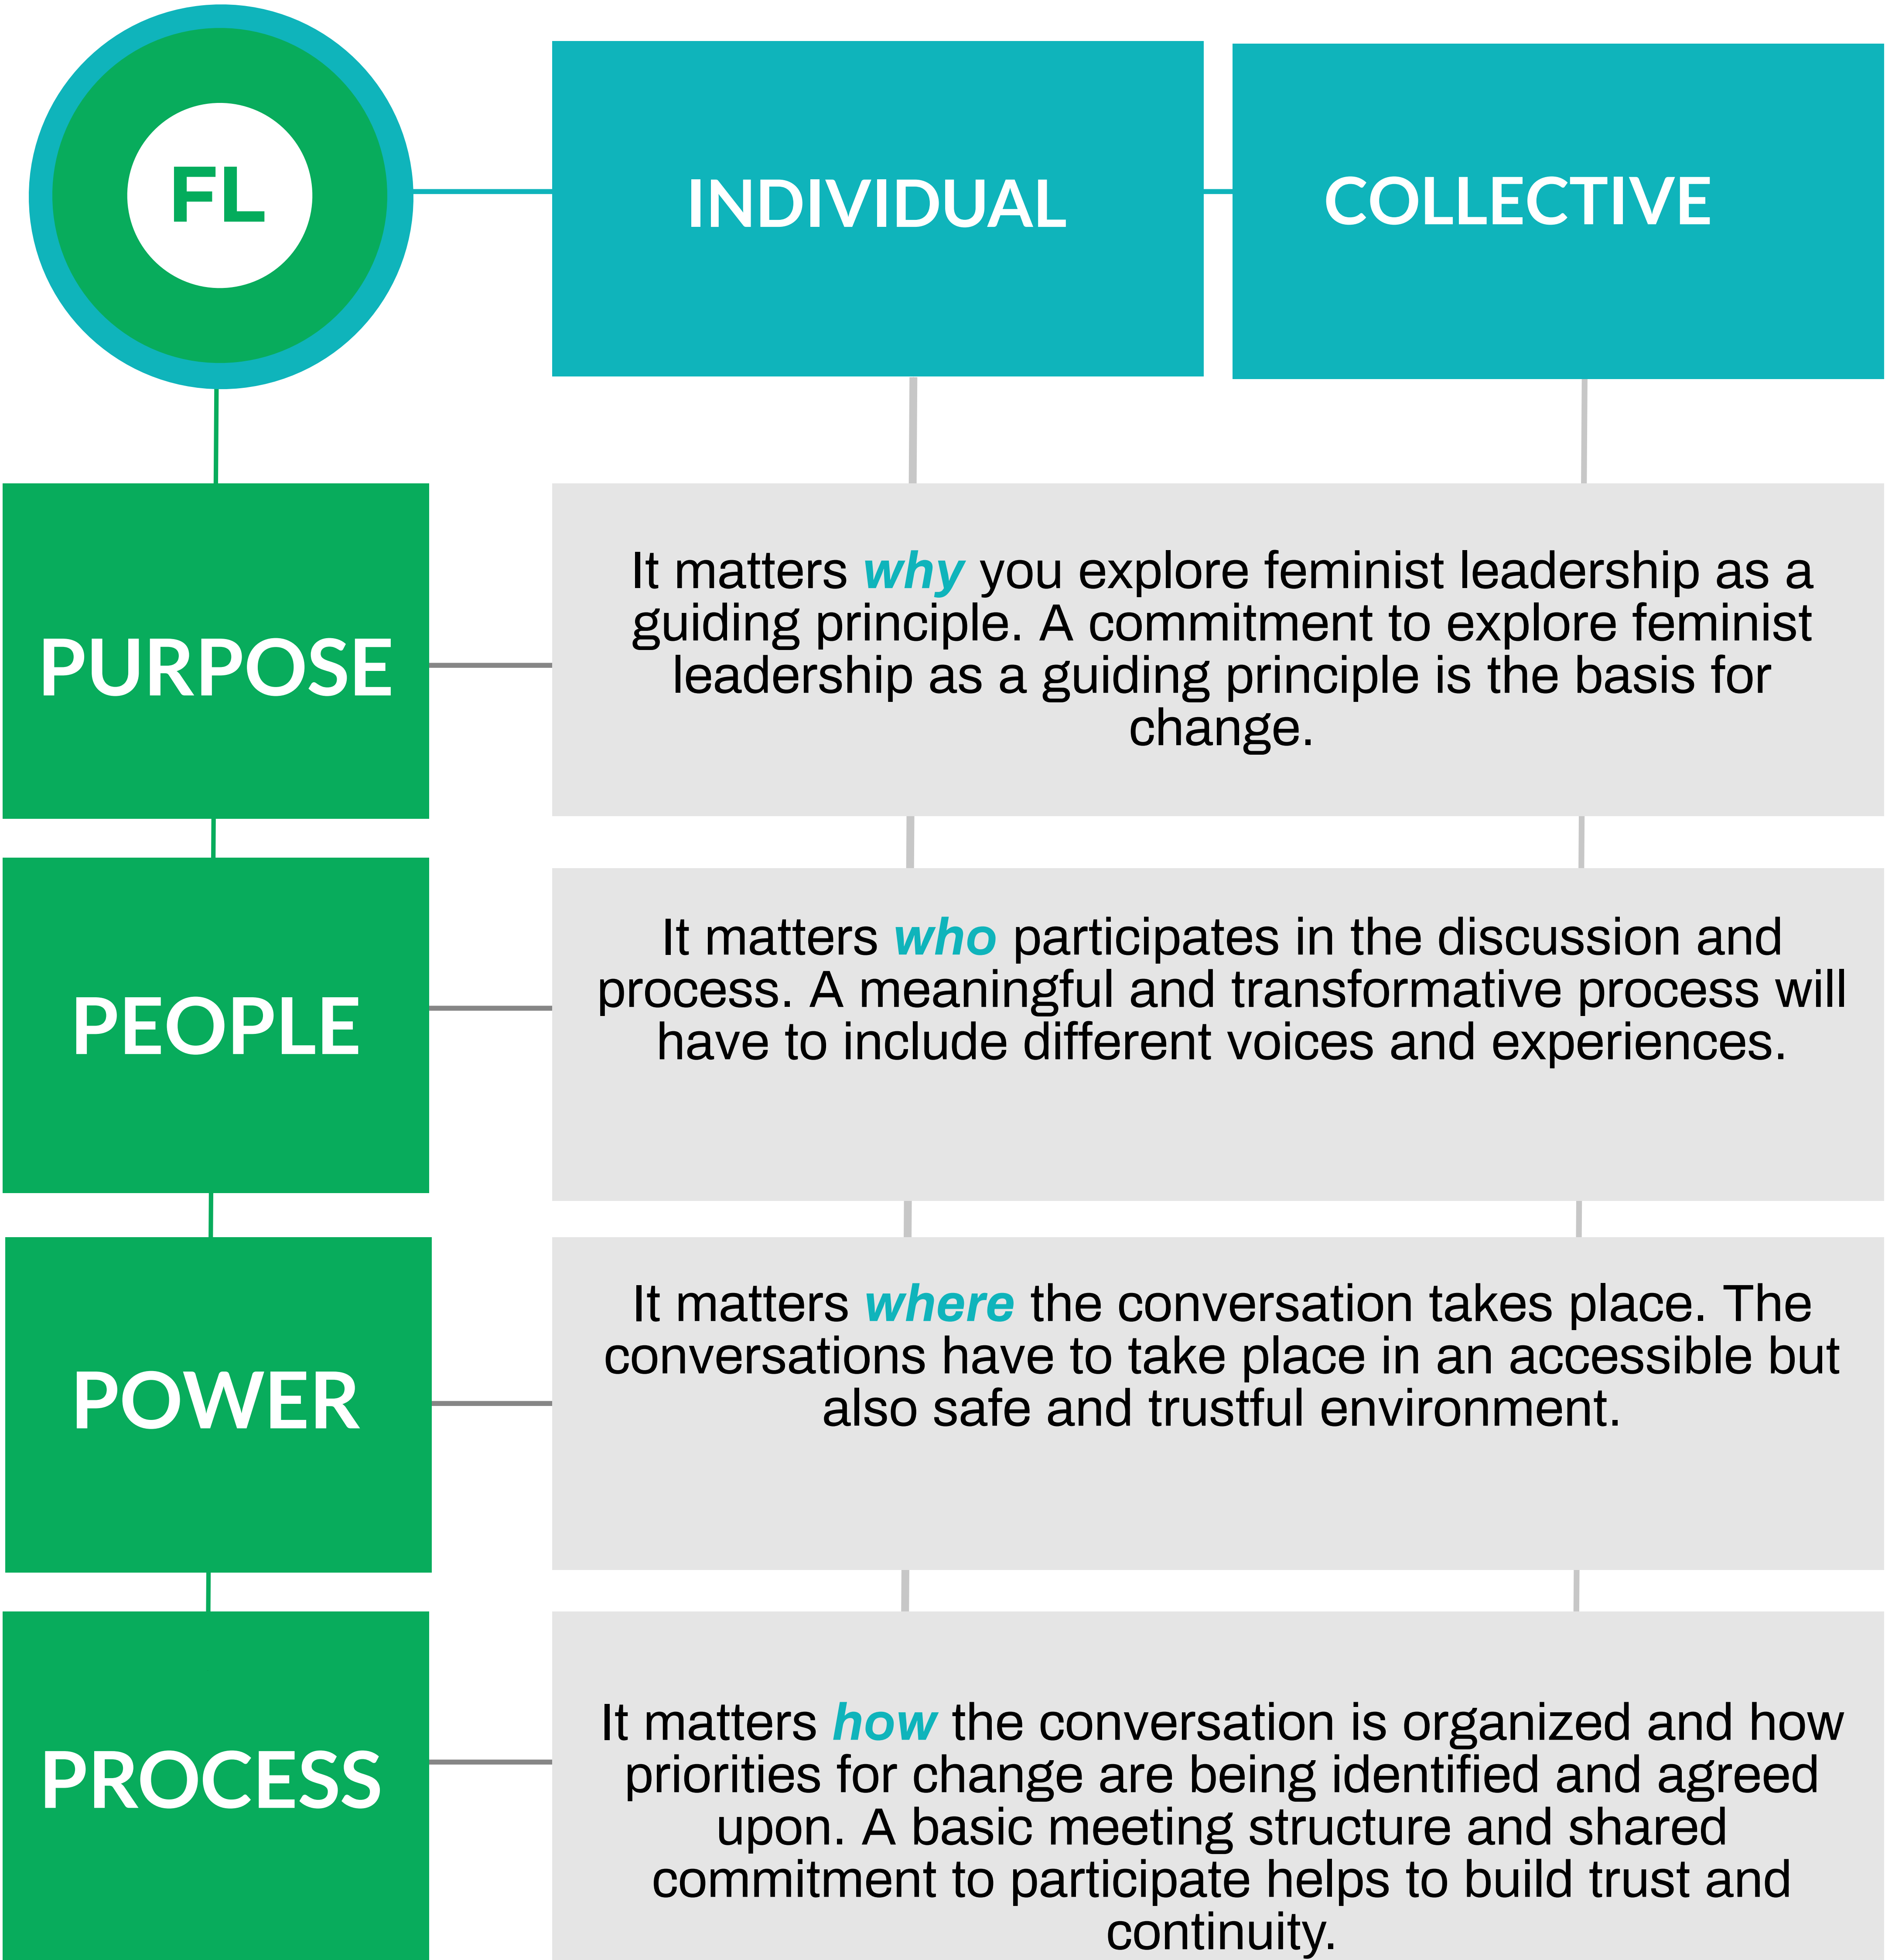 FL
INDIVIDUAL
COLLECTIVE
PURPOSE
It matters why you explore feminist leadership as a
guiding principle. A commitment to explore feminist
leadership as a guiding principle is the basis for
change.
PEOPLE
It matters who participates in the discussion and
process. A meaningful and transformative process will
have to include different voices and experiences.
POWER
It matters where the conversation takes place. The
conversations have to take place in an accessible but
also safe and trustful environment.
PROCESS
It matters how the conversation is organized and how
priorities for change are being identified and agreed
upon. A basic meeting structure and shared
commitment to participate helps to build trust and
continuity.